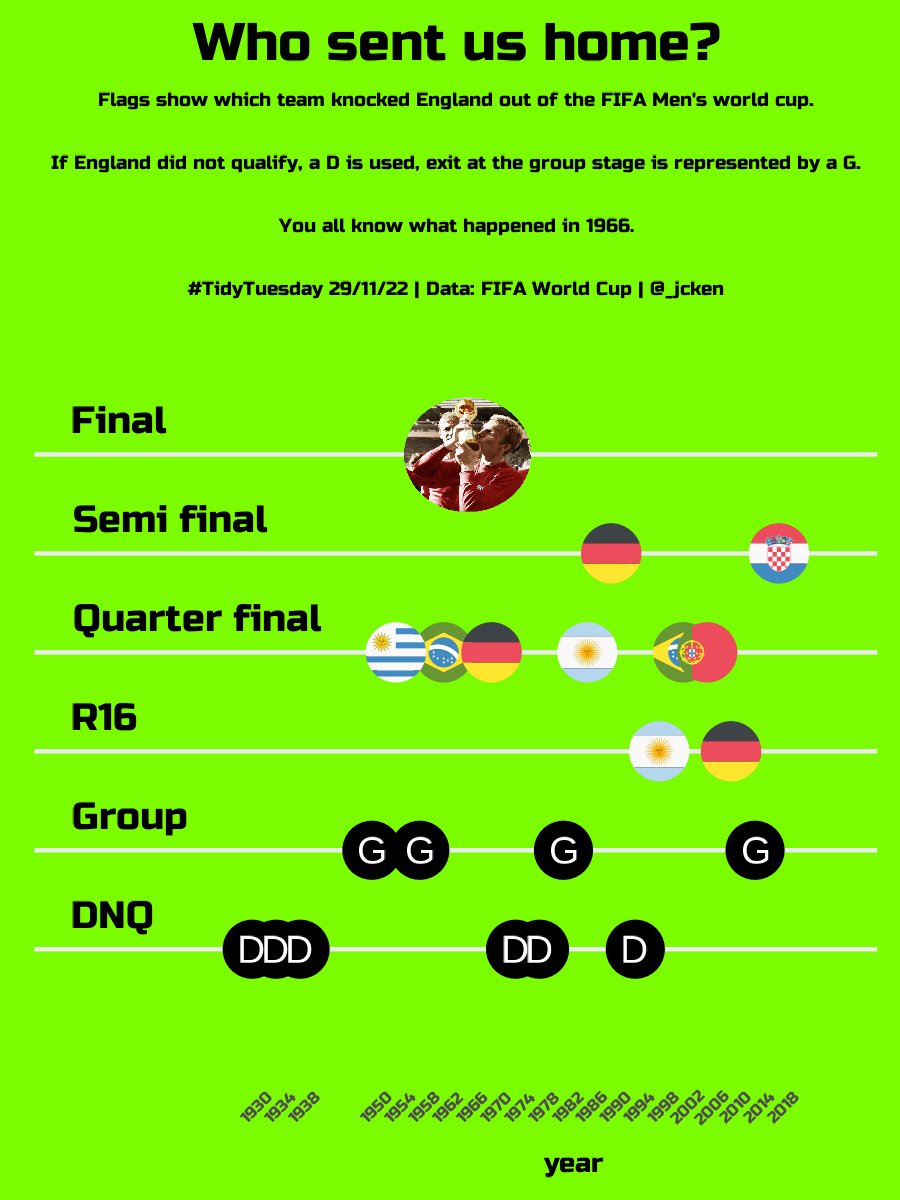 Who sent us home?
Flags show which team knocked England out of the FIFA Men's world cup.
If England did not qualify, a D is used, exit at the group stage is represented by a G.
You all know what happened in 1966.
#TidyTuesday 29/11/22 | Data: FIFA World Cup | @_jcken
Final
Semi final
Quarter final
R16
Group
G G G G
DNQ
D D D D D D
1930 1934 1938 1950 1954 1958 1962 1966 1970 1974 1978 1982 1986 1990 1994 1998 2002 2006 2010 2014 2018
year